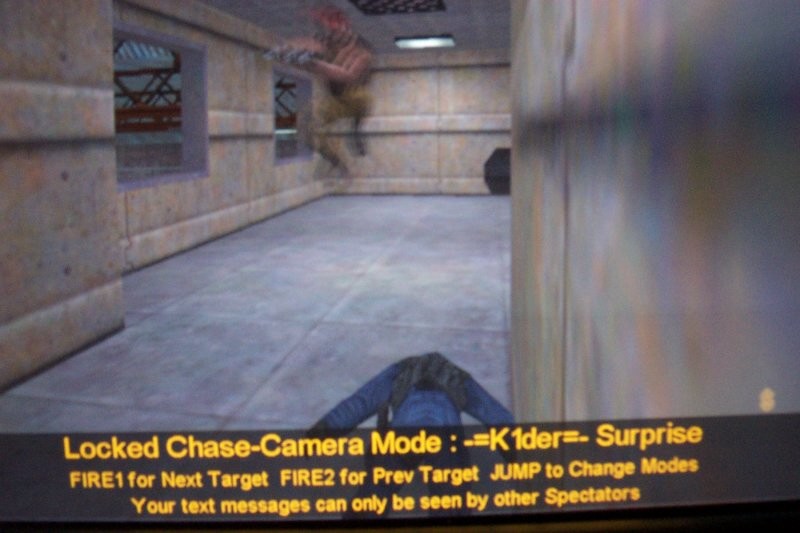 Locked Chase-Camera Mode : -=K1der=- Surprise
FIRE1 for Next Target FIRE2 for Prev Target JUMP to Change Modes
Your text messages can only be seen by other Spectators